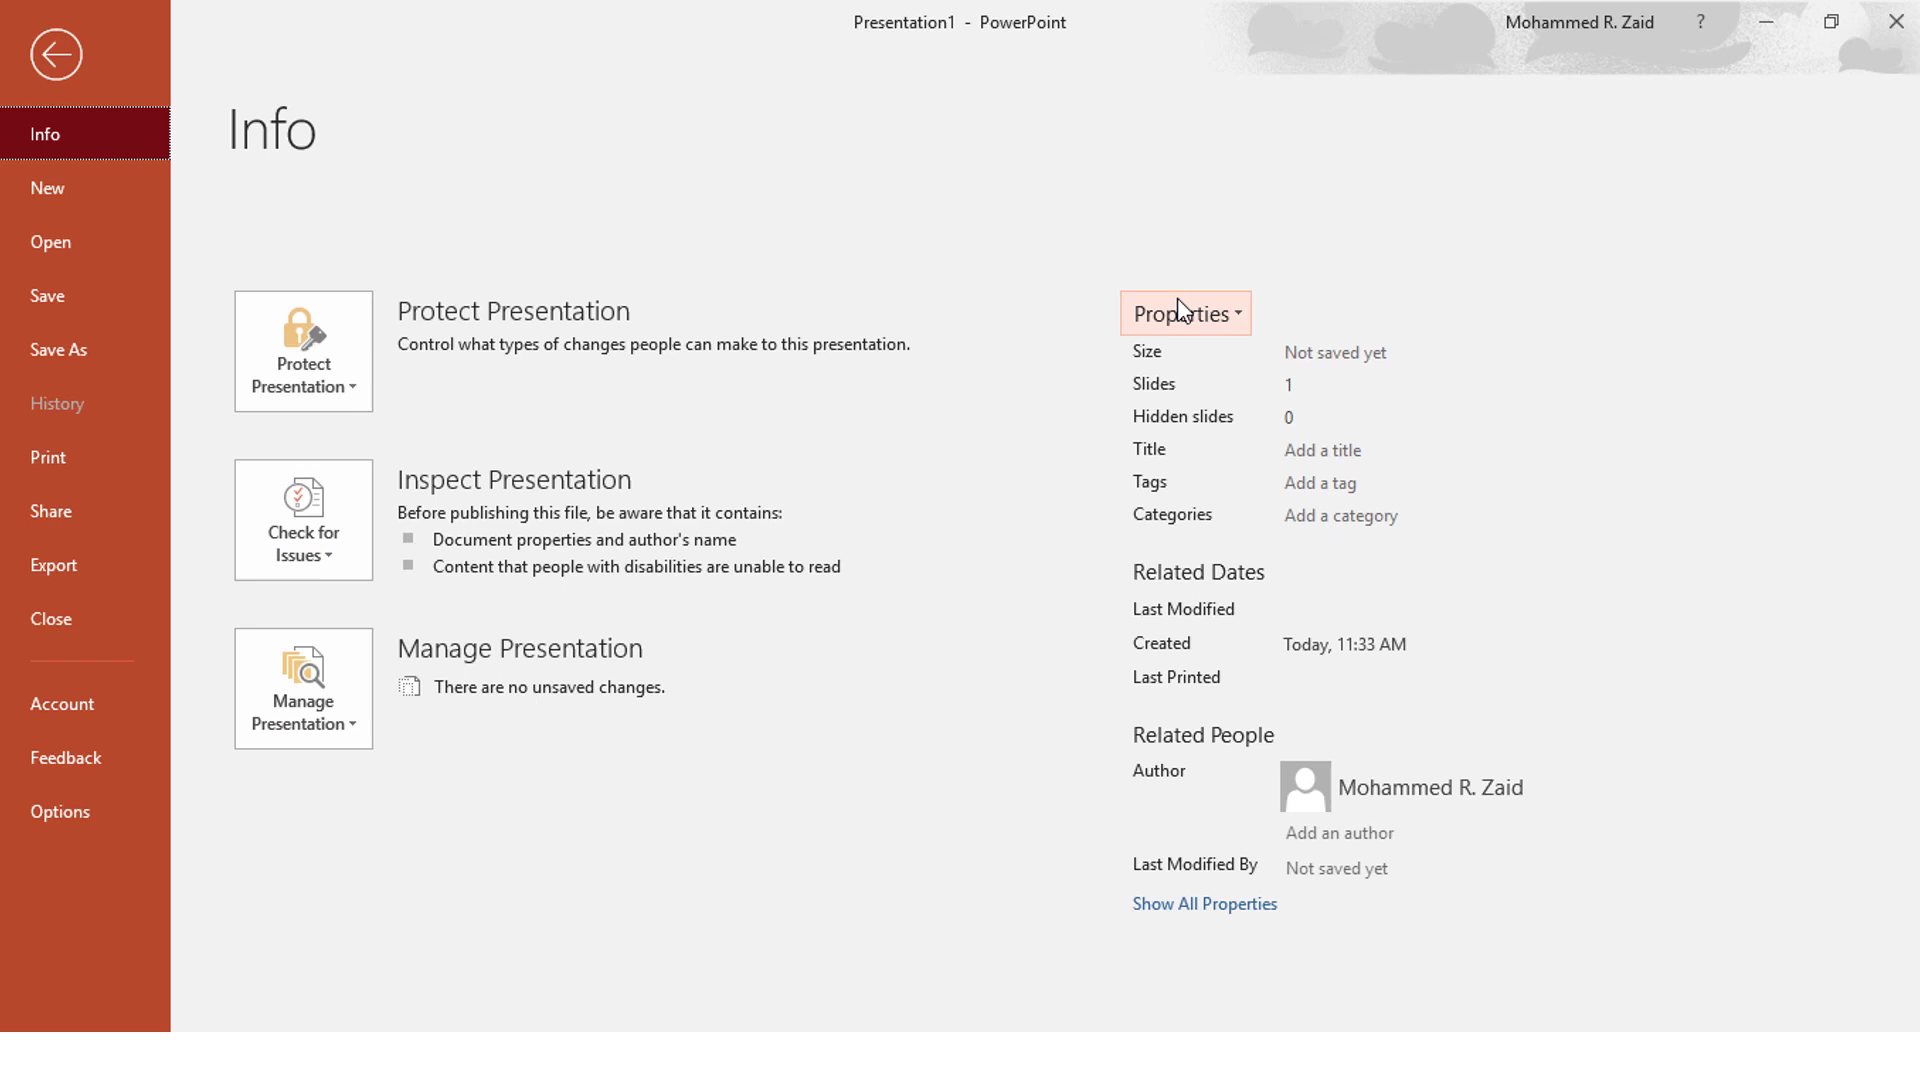 Presentation1 - PowerPoint
Mohammed R. Zaid
?
Info
New
Open
Save
Save As
History
Print
Share
Export
Close
Account
Feedback
Options
Info
Protect
Presentation
Protect Presentation
Control what types of changes people can make to this presentation.
Check for
Issues
Inspect Presentation
Before publishing this file, be aware that it contains:
Document properties and author's name
Content that people with disabilities are unable to read
Manage
Presentation
Manage Presentation
There are no unsaved changes.
Properties
Size Not saved yet
Slides 1
Hidden slides 0
Title Add a title
Tags Add a tag
Categories Add a category
Related Dates
Last Modified
Created Today, 11:33 AM
Last Printed
Related People
Author Mohammed R. Zaid
Add an author
Last Modified By Not saved yet
Show All Properties